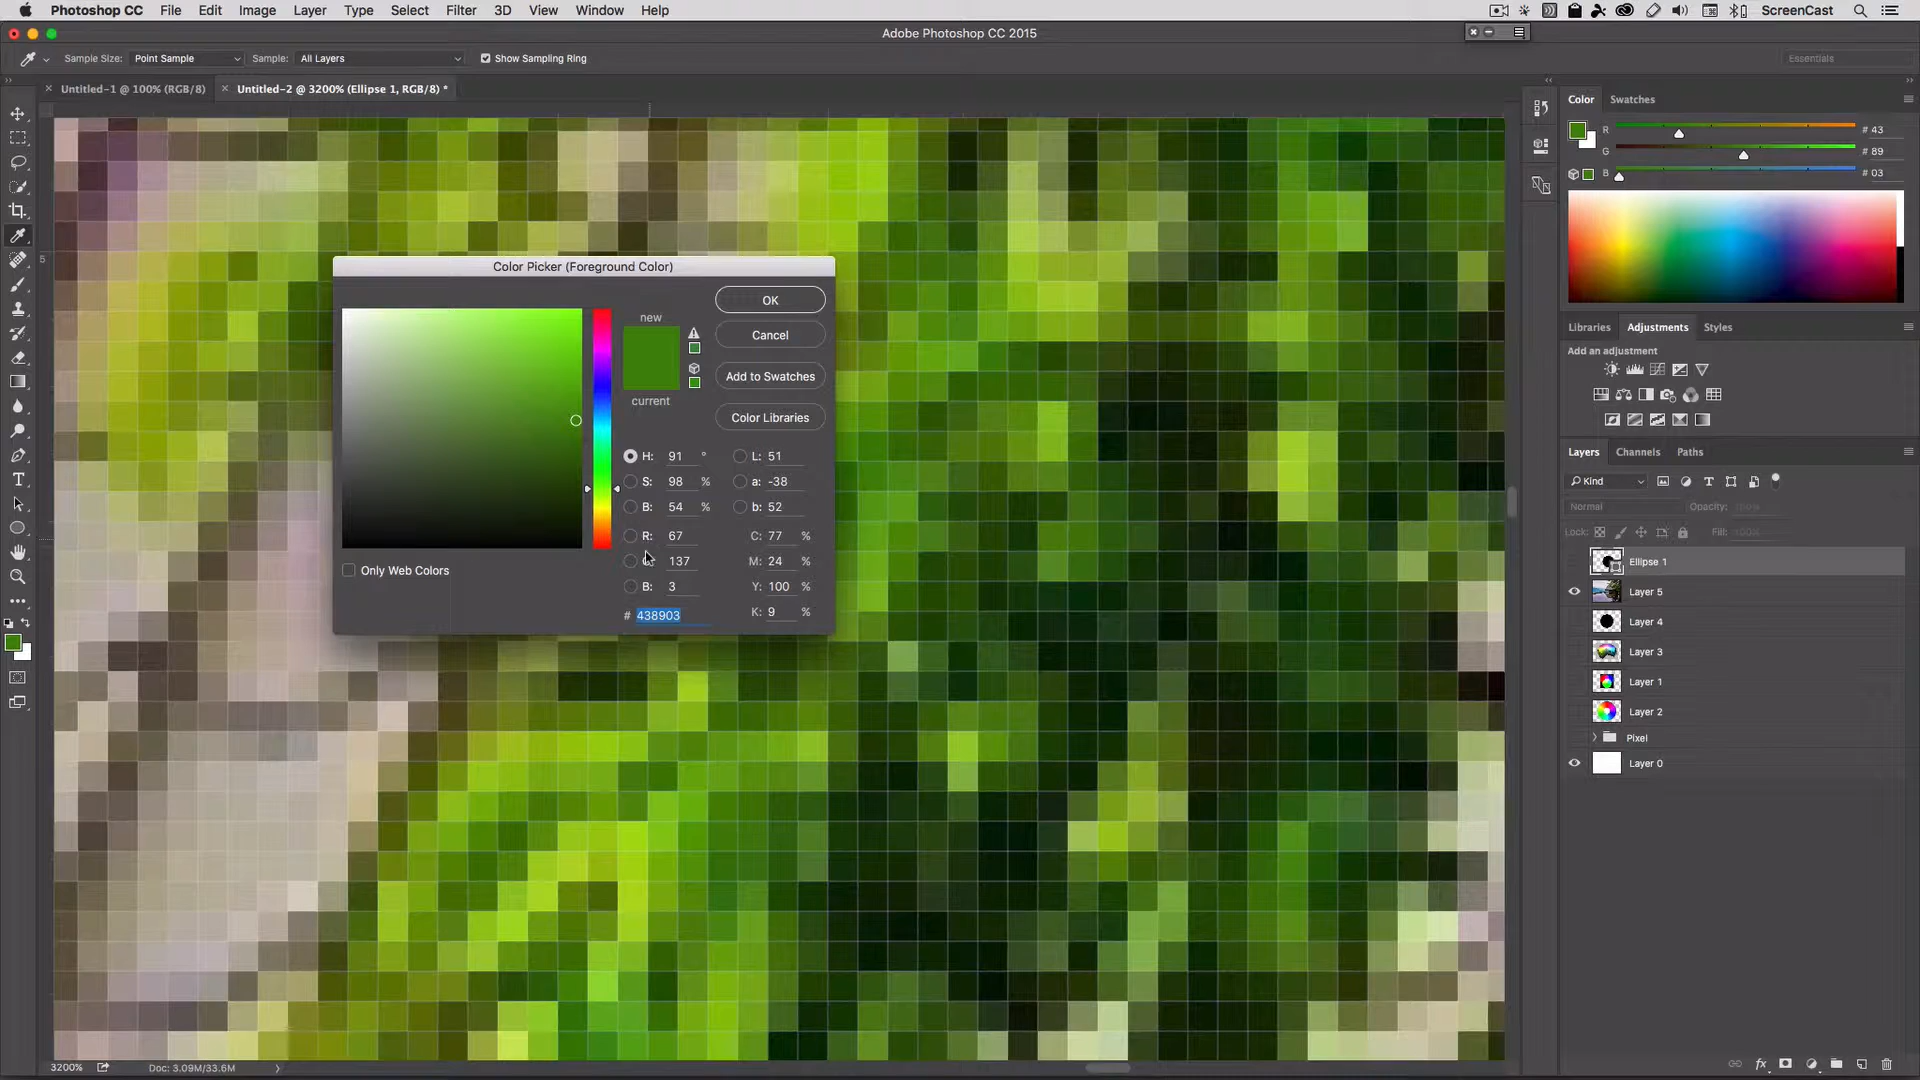 Photoshop CC File Edit Image Layer Type Select Filter 3D View Window Help ScreenCast
Adobe Photoshop CC 2015
Sample Size: Point Sample Sample: All Layers Show Sampling Ring Essentials
Untitled-1 @ 100% (RGB/8) Untitled-2 @ 3200% (Ellipse 1, RGB/8) *
5
Color Picker (Foreground Color)
new
current
OK
Cancel
Add to Swatches
Color Libraries
H: 91 ° L: 51
S: 98 % a: -38
B: 54 % b: 52
R: 67 C: 77 %
137 M: 24 %
B: 3 Y: 100 %
# 438903 K: 9 %
Only Web Colors
Color Swatches
R # 43
G # 89
B # 03
Libraries Adjustments Styles
Add an adjustment
Layers Channels Paths
Kind
Normal Opacity:
Lock: Fill:
Ellipse 1
Layer 5
Layer 4
Layer 3
Layer 1
Layer 2
Pixel
Layer 0
3200% Doc: 3.09M/33.6M